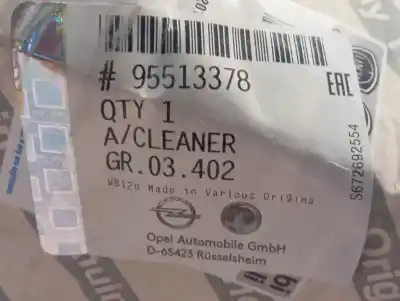 # 95513378
EAC
QTY 1
A/CLEANER
GR.03.402
WB120 Made in Various Origins
Opel Automobile GmbH
D-65423 Rüsselsheim
S672692554
Origi